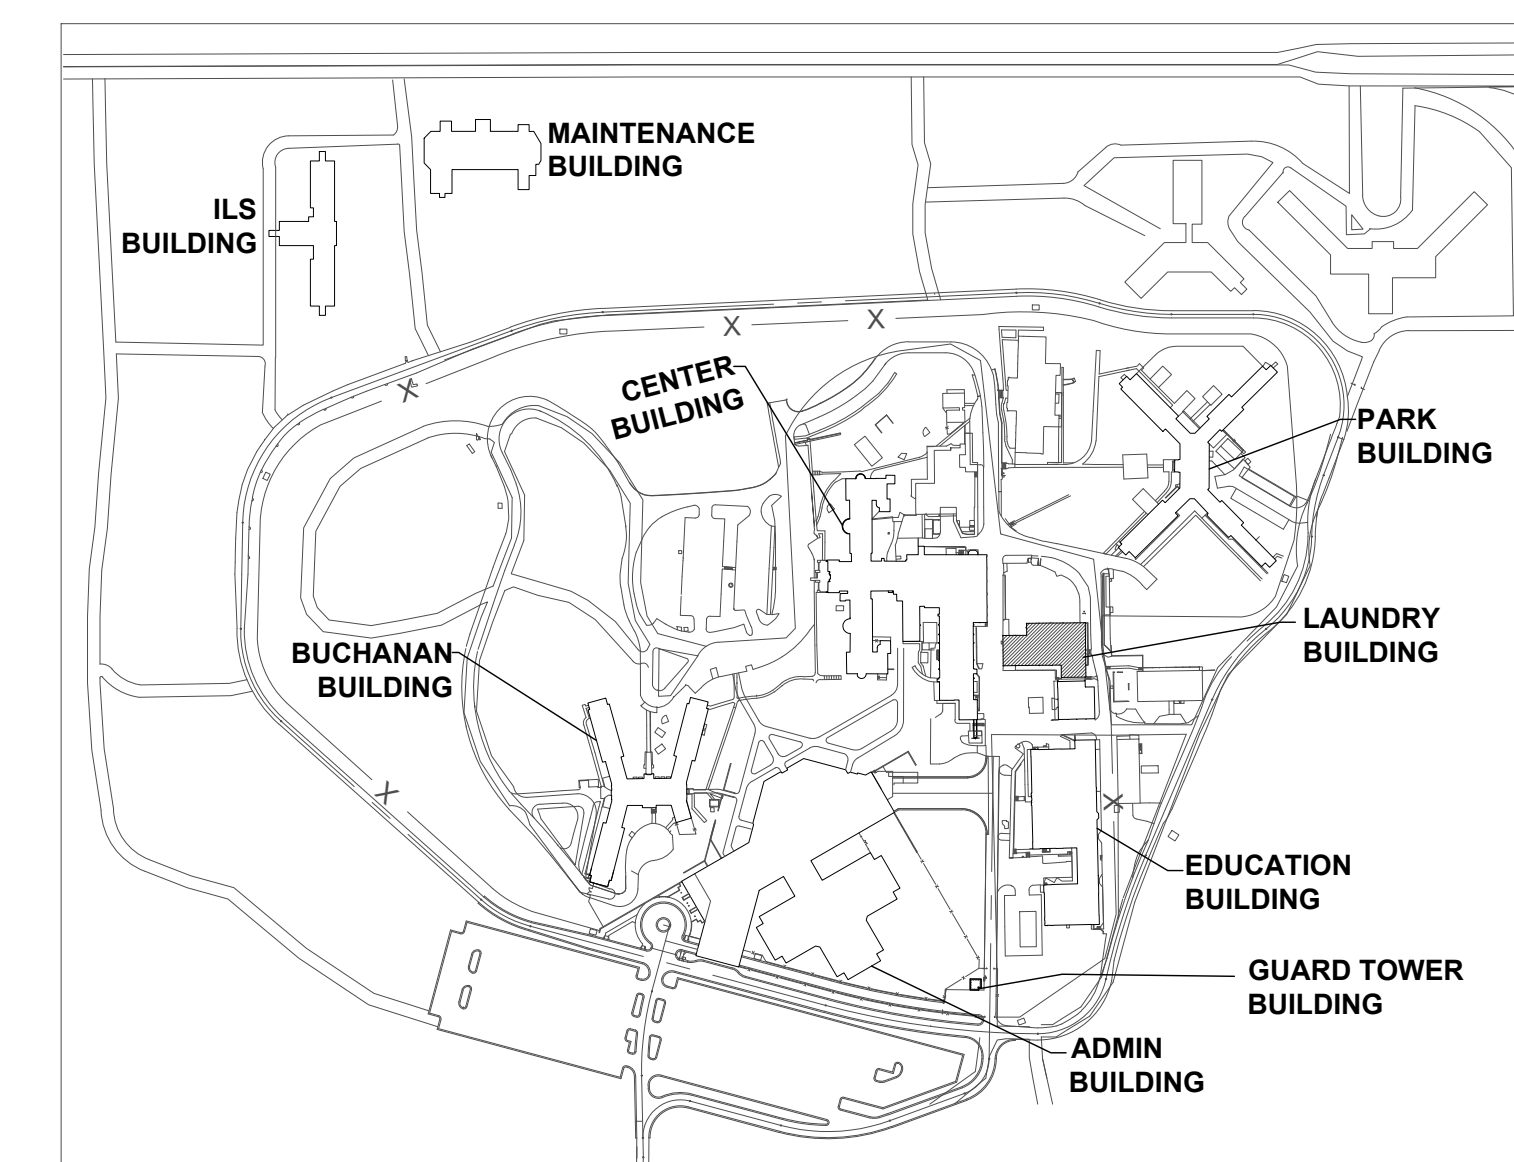 MAINTENANCE
BUILDING
ILS
BUILDING
X
X
X
CENTER
BUILDING
PARK
BUILDING
LAUNDRY
BUILDING
BUCHANAN
BUILDING
X
X
EDUCATION
BUILDING
GUARD TOWER
BUILDING
ADMIN
BUILDING